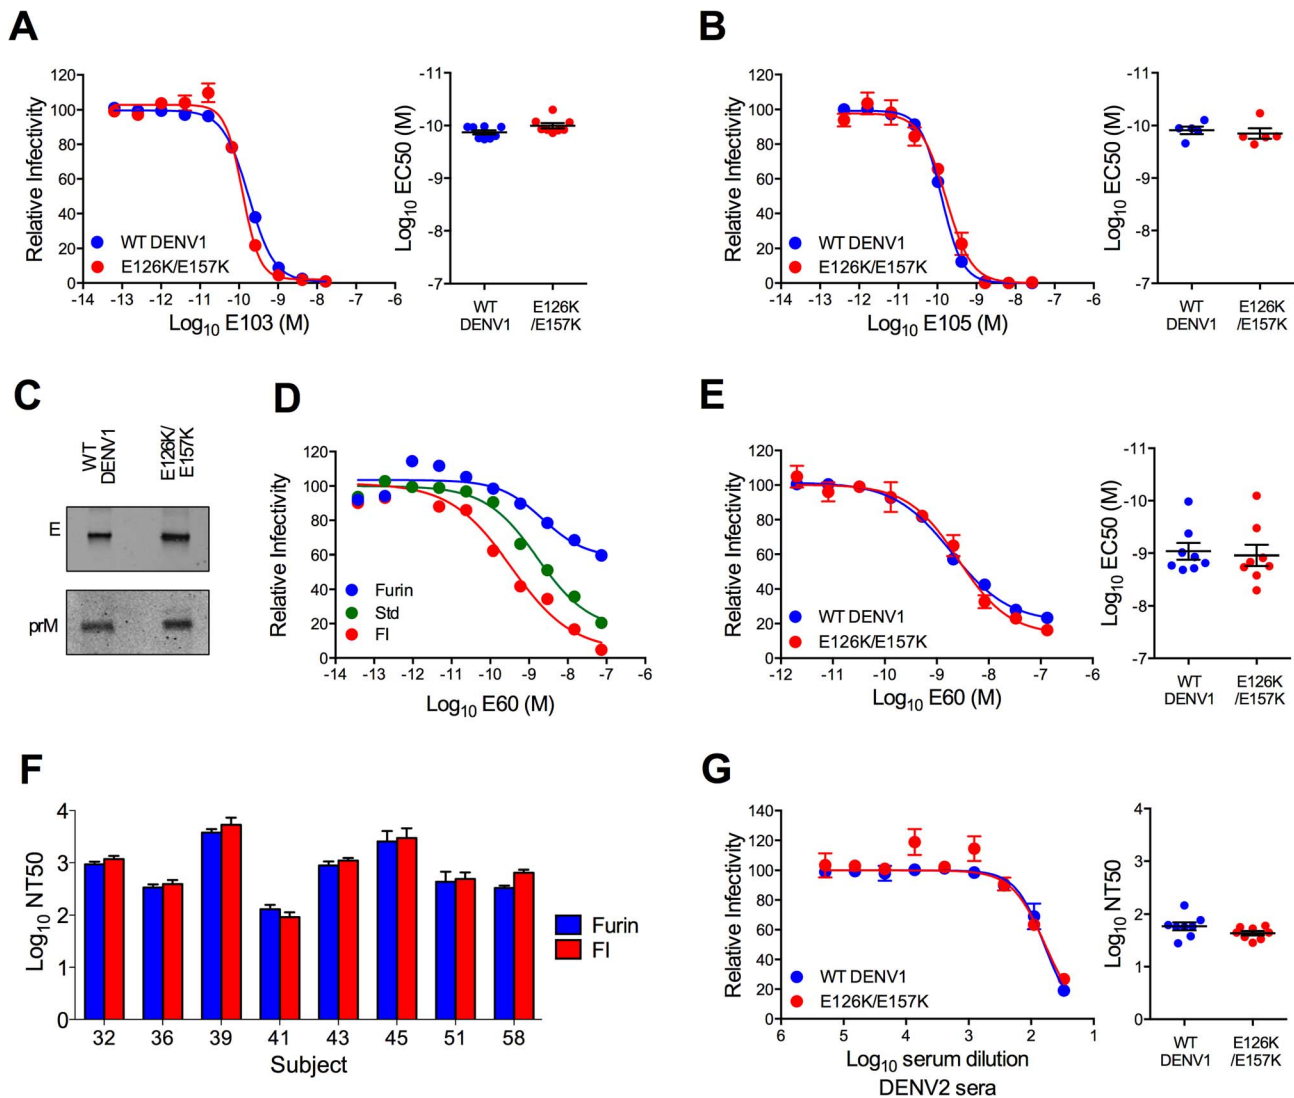 A
120
100
80
60
40
20
0
Relative Infectivity
WT DENV1
E126K/E157K
-14 -13 -12 -11 -10 -9 -8 -7 -6
Log10 E103 (M)
-11
-10
-9
-8
-7
Log10 EC50 (M)
WT DENV1
E126K /E157K
B
120
100
80
60
40
20
0
Relative Infectivity
WT DENV1
E126K/E157K
-13 -12 -11 -10 -9 -8 -7 -6
Log10 E105 (M)
-11
-10
-9
-8
-7
Log10 EC50 (M)
WT DENV1
E126K /E157K
C
WT DENV1
E126K/ E157K
E
prM
D
120
100
80
60
40
20
0
Relative Infectivity
Furin
Std
FI
-14 -13 -12 -11 -10 -9 -8 -7 -6
Log10 E60 (M)
E
120
100
80
60
40
20
0
Relative Infectivity
WT DENV1
E126K/E157K
-12 -11 -10 -9 -8 -7 -6
Log10 E60 (M)
-11
-10
-9
-8
-7
Log10 EC50 (M)
WT DENV1
E126K /E157K
F
4
3
2
1
0
Log10 NT50
32 36 39 41 43 45 51 58
Subject
Furin
FI
G
140
120
100
80
60
40
20
0
Relative Infectivity
WT DENV1
E126K/E157K
6 5 4 3 2 1
Log10 serum dilution
DENV2 sera
4
3
2
1
0
Log10 NT50
WT DENV1
E126K /E157K